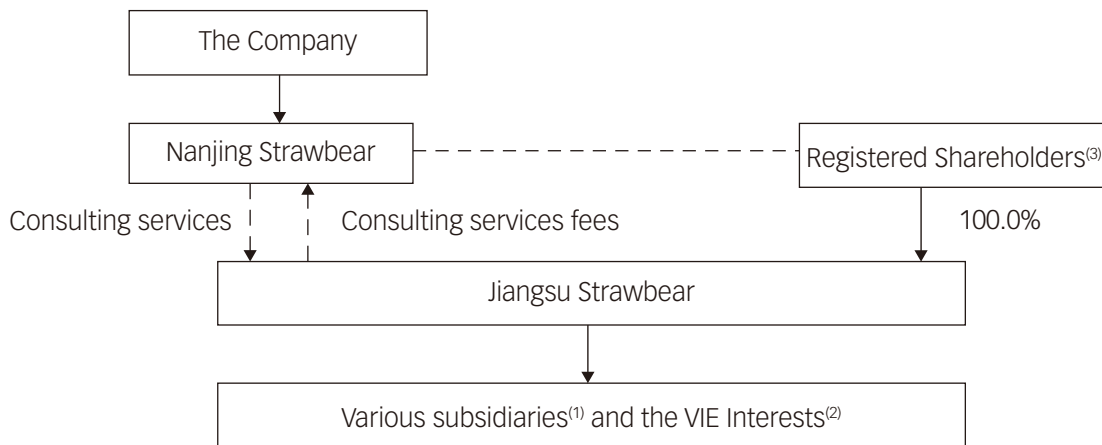 The Company
Nanjing Strawbear
Registered Shareholders(3)
Consulting services
Consulting services fees
100.0%
Jiangsu Strawbear
Various subsidiaries(1) and the VIE Interests(2)